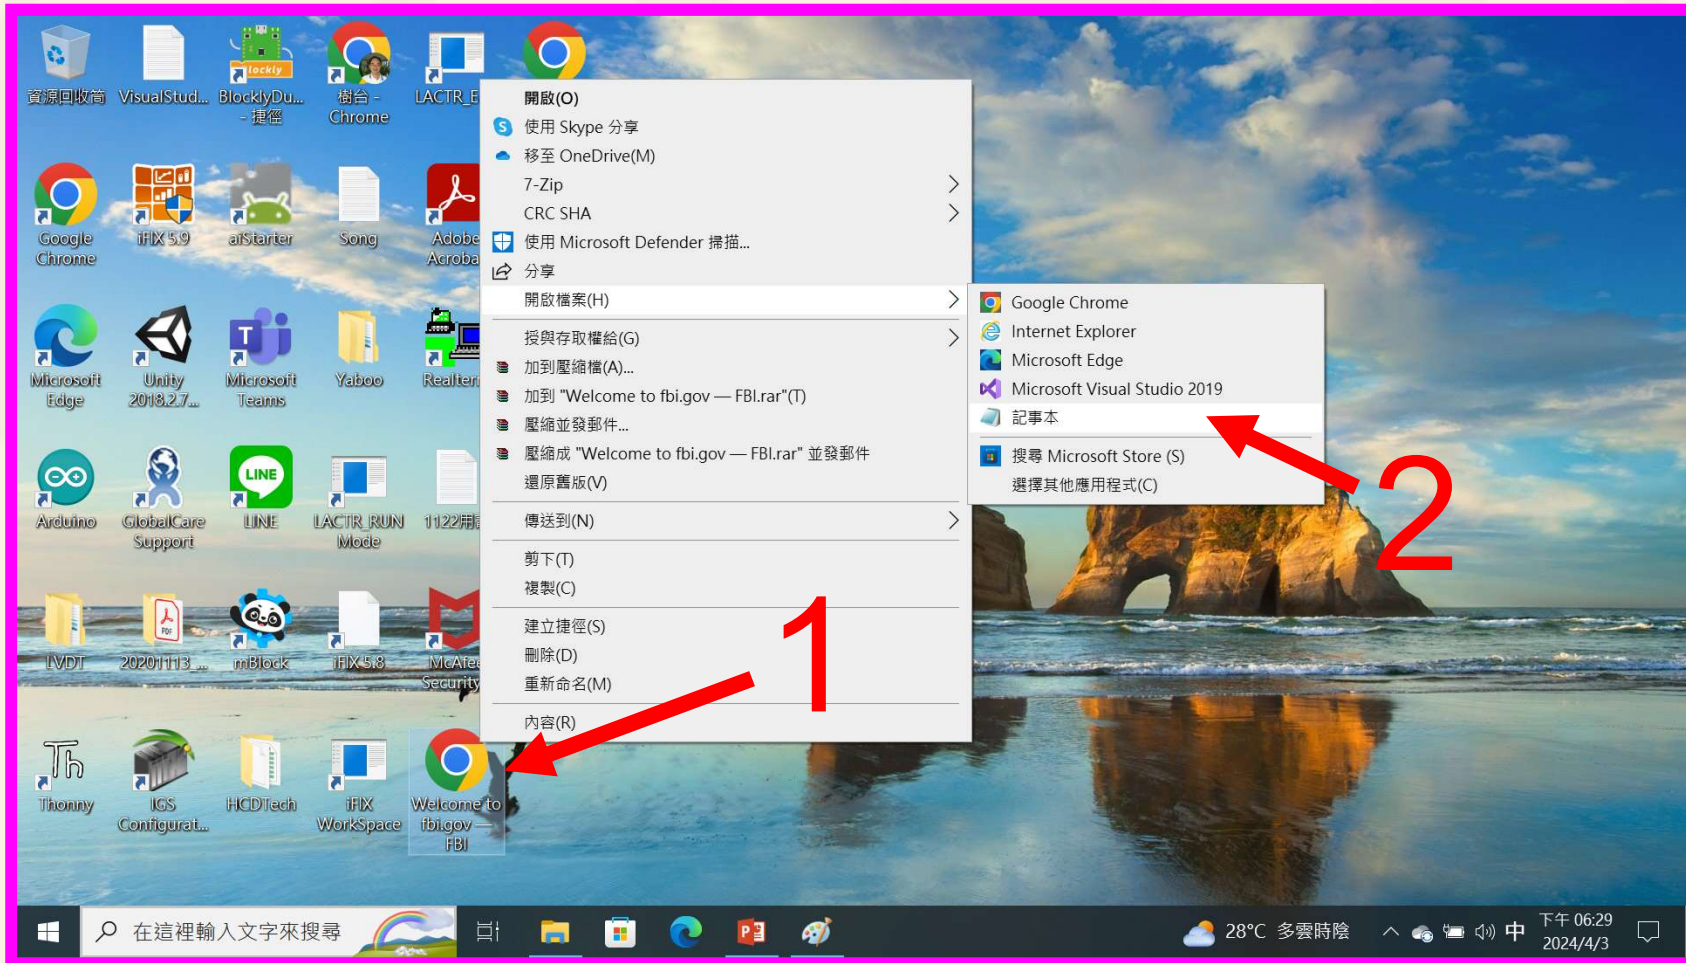 資源回收筒
VisualStud...
BlocklyDu...
- 捷徑
樹台 -
Chrome
LACTR_E
Google
Chrome
iFIX 5.9
aiStarter
Song
Adobe
Acroba
Microsoft
Edge
Unity
2018.2.7...
Microsoft
Teams
Yaboo
Realter
Arduino
GlobalCare
Support
LINE
LACTR_RUN
Mode
1122用
LVDT
20201113_...
mBlock
iFIX 5.8
McAfee
Security
Thonny
IGS
Configurat...
HCDTech
iFIX
WorkSpace
Welcome to
fbi.gov —
FBI
開啟(O)
使用 Skype 分享
移至 OneDrive(M)
7-Zip
CRC SHA
使用 Microsoft Defender 掃描...
分享
開啟檔案(H)
授與存取權給(G)
加到壓縮檔(A)...
加到 "Welcome to fbi.gov — FBI.rar"(T)
壓縮並發郵件...
壓縮成 "Welcome to fbi.gov — FBI.rar" 並發郵件
還原舊版(V)
傳送到(N)
剪下(T)
複製(C)
建立捷徑(S)
刪除(D)
重新命名(M)
內容(R)
Google Chrome
Internet Explorer
Microsoft Edge
Microsoft Visual Studio 2019
記事本
搜尋 Microsoft Store (S)
選擇其他應用程式(C)
1
2
在這裡輸入文字來搜尋
28°C 多雲時陰
中
下午 06:29
2024/4/3